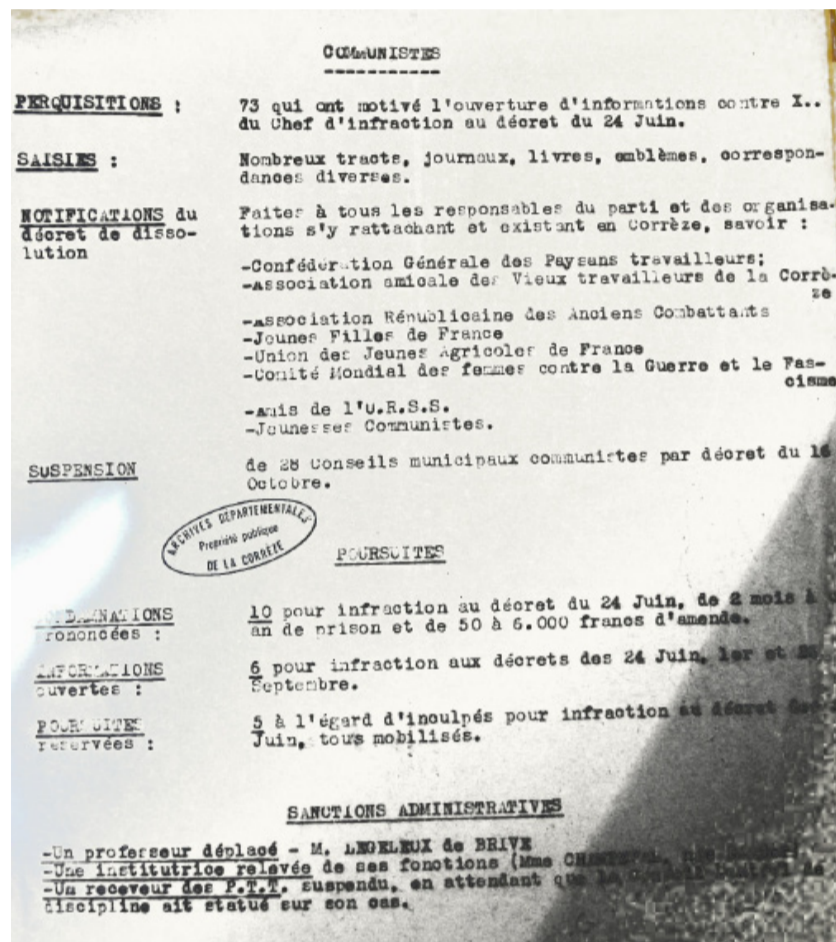 COMMUNISTES
PERQUISITIONS : 73 qui ont motivé l'ouverture d'informations contre X..
du Chef d'infraction au décret du 24 Juin.
SAISIES : Nombreux tracts, journaux, livres, emblèmes, correspon-
dances diverses.
NOTIFICATIONS du Faites à tous les responsables du parti et des organisa-
décret de disso- tions s'y rattachant et existant en Corrèze, savoir :
lution
-Confédération Générale des Paysans travailleurs;
-Association amicale des Vieux travailleurs de la Corrè-
ze
-Association Républicaine des Anciens Combattants
-Jeunes Filles de France
-Union des Jeunes Agricoles de France
-Comité Mondial des femmes contre la Guerre et le Fas-
cisme
-Amis de l'U.R.S.S.
-Jeunesses Communistes.
SUSPENSION de 28 Conseils municipaux communistes par décret du 16
Octobre.
ARCHIVES DÉPARTEMENTALES
Propriété publique
DE LA CORRÈZE
POURSUITES
CONDAMNATIONS 10 pour infraction au décret du 24 Juin, de 2 mois à
prononcées : an de prison et de 50 à 6.000 francs d'amende.
INFORMATIONS 6 pour infraction aux décrets des 24 Juin, 1er et
ouvertes : Septembre.
POURSUITES 5 à l'égard d'inculpés pour infraction au décret
reservées : Juin, tous mobilisés.
SANCTIONS ADMINISTRATIVES
-Un professeur déplacé - M. LEGELEUX de BRIVE
-Une institutrice relevée de ses fonctions (Mme
-Un receveur des P.T.T. suspendu, en attendant que le Conseil Central de
discipline ait statué sur son cas.